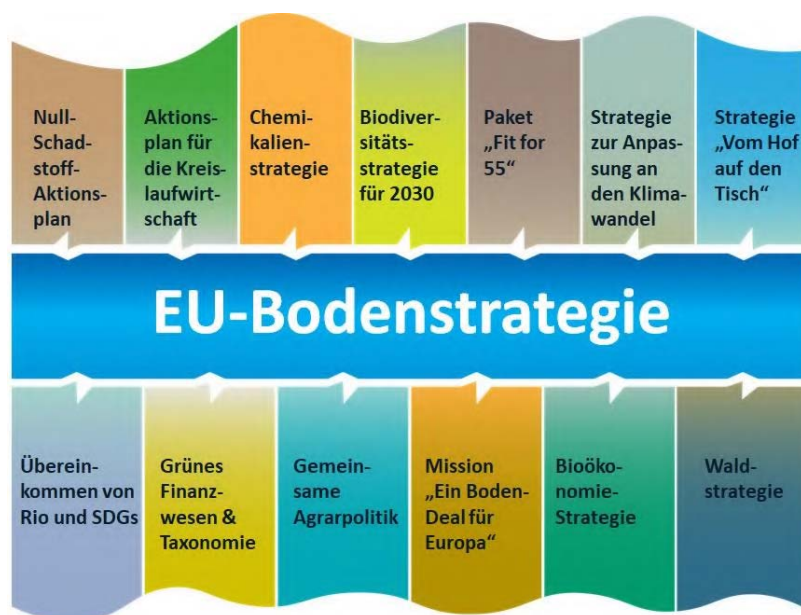 Null-
Schad-
stoff-
Aktions-
plan
Aktions-
plan für
die Kreis-
laufwirt-
schaft
Chemi-
kalien-
strategie
Biodiver-
sitäts-
strategie
für 2030
Paket
„Fit for
55“
Strategie
zur Anpas-
sung an
den Klima-
wandel
Strategie
„Vom Hof
auf den
Tisch“
EU-Bodenstrategie
Überein-
kommen von
Rio und SDGs
Grünes
Finanz-
wesen &
Taxonomie
Gemein-
same
Agrarpolitik
Mission
„Ein Boden-
Deal für
Europa“
Bioöko-
nomie-
Strategie
Wald-
strategie